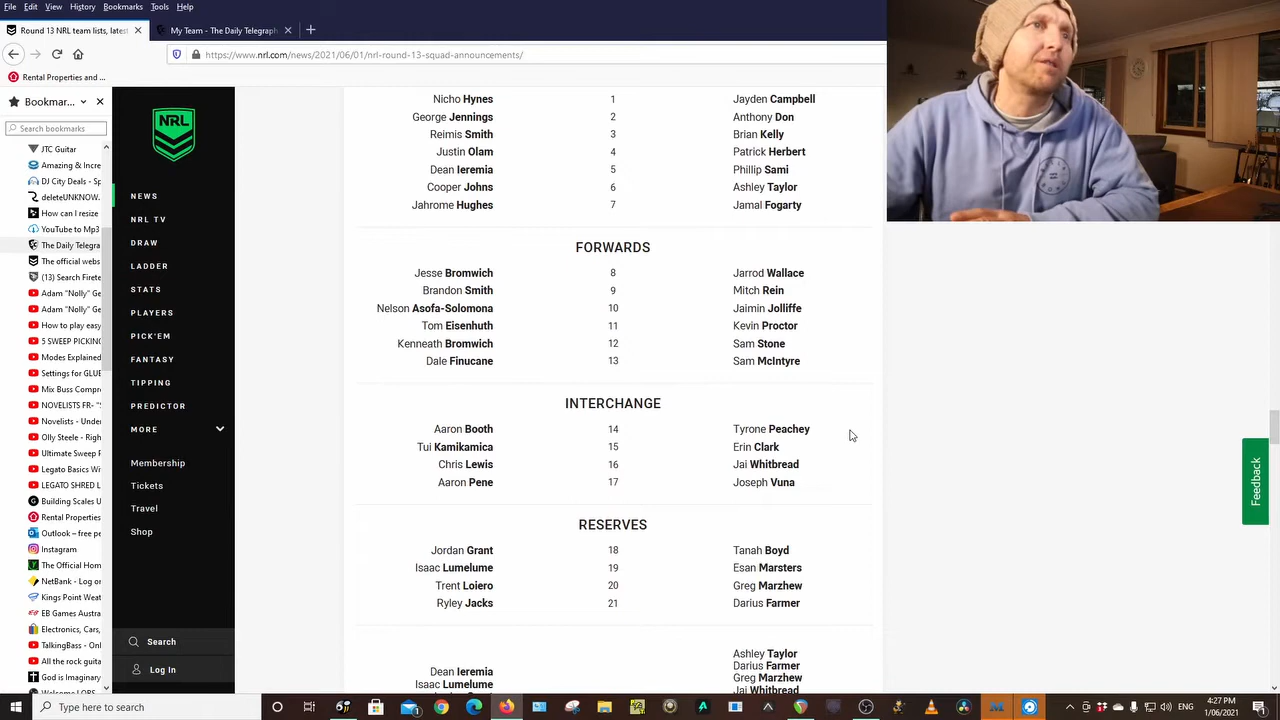 File Edit View History Bookmarks Tools Help
Round 13 NRL team lists, latest
My Team - The Daily Telegraph
https://www.nrl.com/news/2021/06/01/nrl-round-13-squad-announcements/
Rental Properties and ...
Bookmar...
Search bookmarks
JTC Guitar
Amazing & Incre
DJ City Deals - Sp
deleteUNKNOW.
How can I resize
YouTube to Mp3
The Daily Telegra
The official webs
(13) Search Firete
Adam "Nolly" Ge
Adam "Nolly" Ge
How to play easy
5 SWEEP PICKING
Modes Explained
Settings for GLUE
Mix Buss Compr
NOVELISTS FR- "S
Novelists - Under
Olly Steele - Righ
Ultimate Sweep P
Legato Basics Wi
LEGATO SHRED L
Building Scales U
Rental Properties
Outlook – free pe
Instagram
The Official Hom
NetBank - Log on
Kings Point Weat
EB Games Austra
Electronics, Cars,
TalkingBass - Onl
All the rock guita
God is Imaginary
Welcome LOBS
NRL
NEWS
NRL TV
DRAW
LADDER
STATS
PLAYERS
PICK'EM
FANTASY
TIPPING
PREDICTOR
MORE
Membership
Tickets
Travel
Shop
Search
Log In
Nicho Hynes 1 Jayden Campbell
George Jennings 2 Anthony Don
Reimis Smith 3 Brian Kelly
Justin Olam 4 Patrick Herbert
Dean Ieremia 5 Phillip Sami
Cooper Johns 6 Ashley Taylor
Jahrome Hughes 7 Jamal Fogarty
FORWARDS
Jesse Bromwich 8 Jarrod Wallace
Brandon Smith 9 Mitch Rein
Nelson Asofa-Solomona 10 Jaimin Jolliffe
Tom Eisenhuth 11 Kevin Proctor
Kenneath Bromwich 12 Sam Stone
Dale Finucane 13 Sam McIntyre
INTERCHANGE
Aaron Booth 14 Tyrone Peachey
Tui Kamikamica 15 Erin Clark
Chris Lewis 16 Jai Whitbread
Aaron Pene 17 Joseph Vuna
RESERVES
Jordan Grant 18 Tanah Boyd
Isaac Lumelume 19 Esan Marsters
Trent Loiero 20 Greg Marzhew
Ryley Jacks 21 Darius Farmer
Ashley Taylor
Dean Ieremia Darius Farmer
Isaac Lumelume Greg Marzhew
Jai Whitbread
Feedback
Type here to search
4:27 PM
1/06/2021